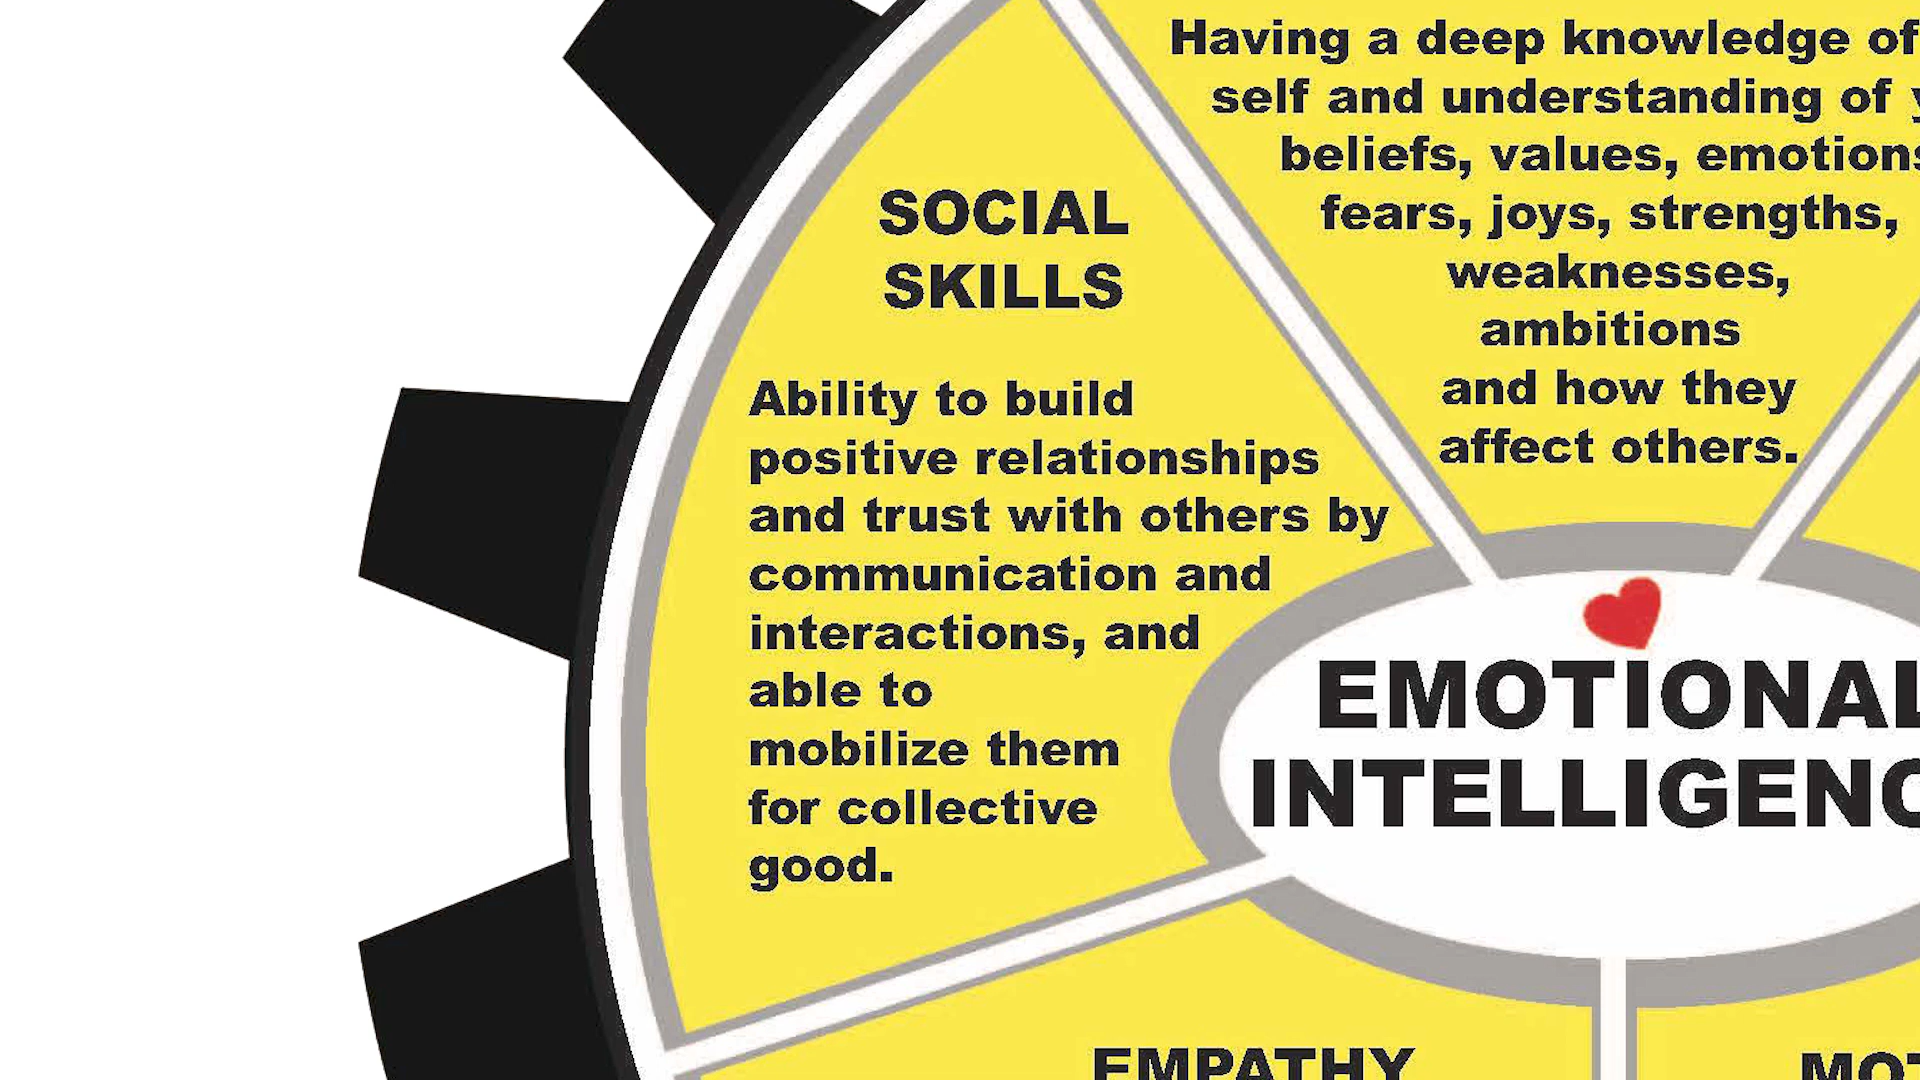 Having a deep knowledge of
self and understanding of
beliefs, values,
fears, joys, strengths,
weaknesses,
ambitions
and how they
affect others.
SOCIAL
SKILLS
Ability to build
positive relationships
and trust with others by
communication and
interactions, and
able to
mobilize them
for collective
good.
EMOTIONAL
EMPATHY